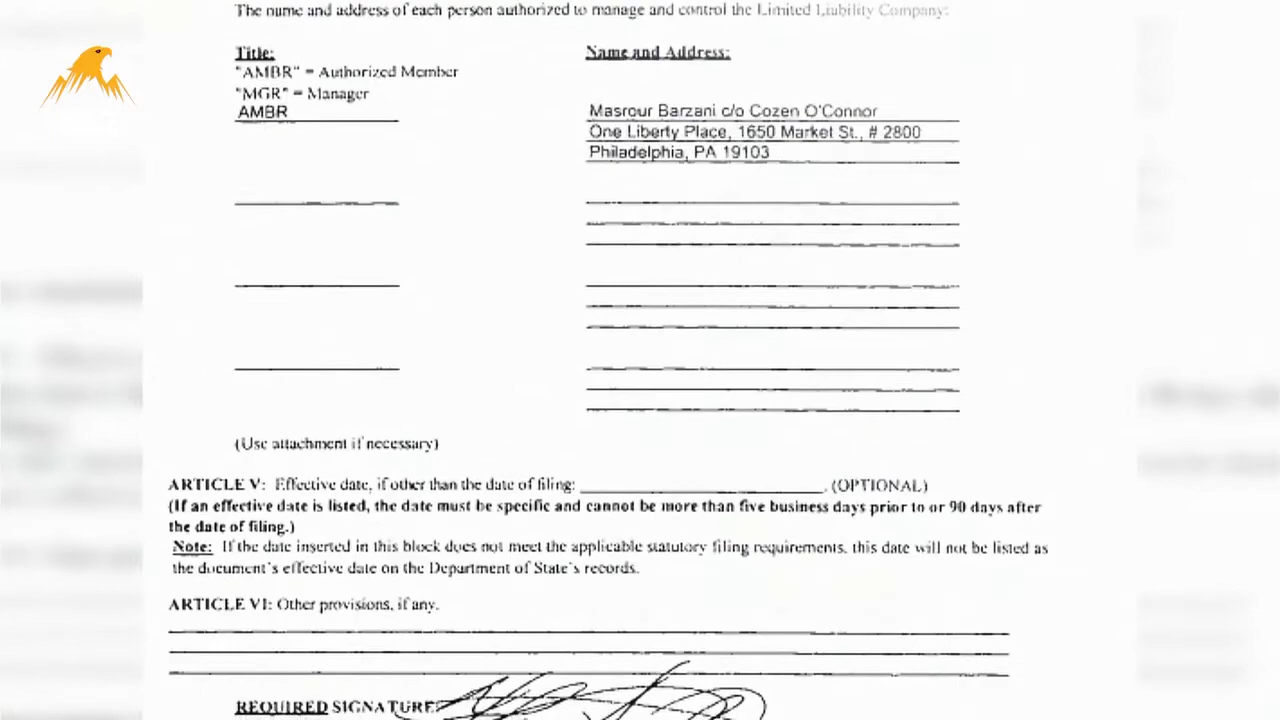 The name and address of each person authorized to manage and control the Limited Liability Company:
Title:
Name and Address:
"AMBR" = Authorized Member
"MGR" = Manager
AMBR
Masrour Barzani c/o Cozen O'Connor
One Liberty Place, 1650 Market St., # 2800
Philadelphia, PA 19103
(Use attachment if necessary)
ARTICLE V: Effective date, if other than the date of filing: . (OPTIONAL)
(If an effective date is listed, the date must be specific and cannot be more than five business days prior to or 90 days after
the date of filing.)
Note: If the date inserted in this block does not meet the applicable statutory filing requirements, this date will not be listed as
the document's effective date on the Department of State's records.
ARTICLE VI: Other provisions, if any.
REQUIRED SIGNATURE: